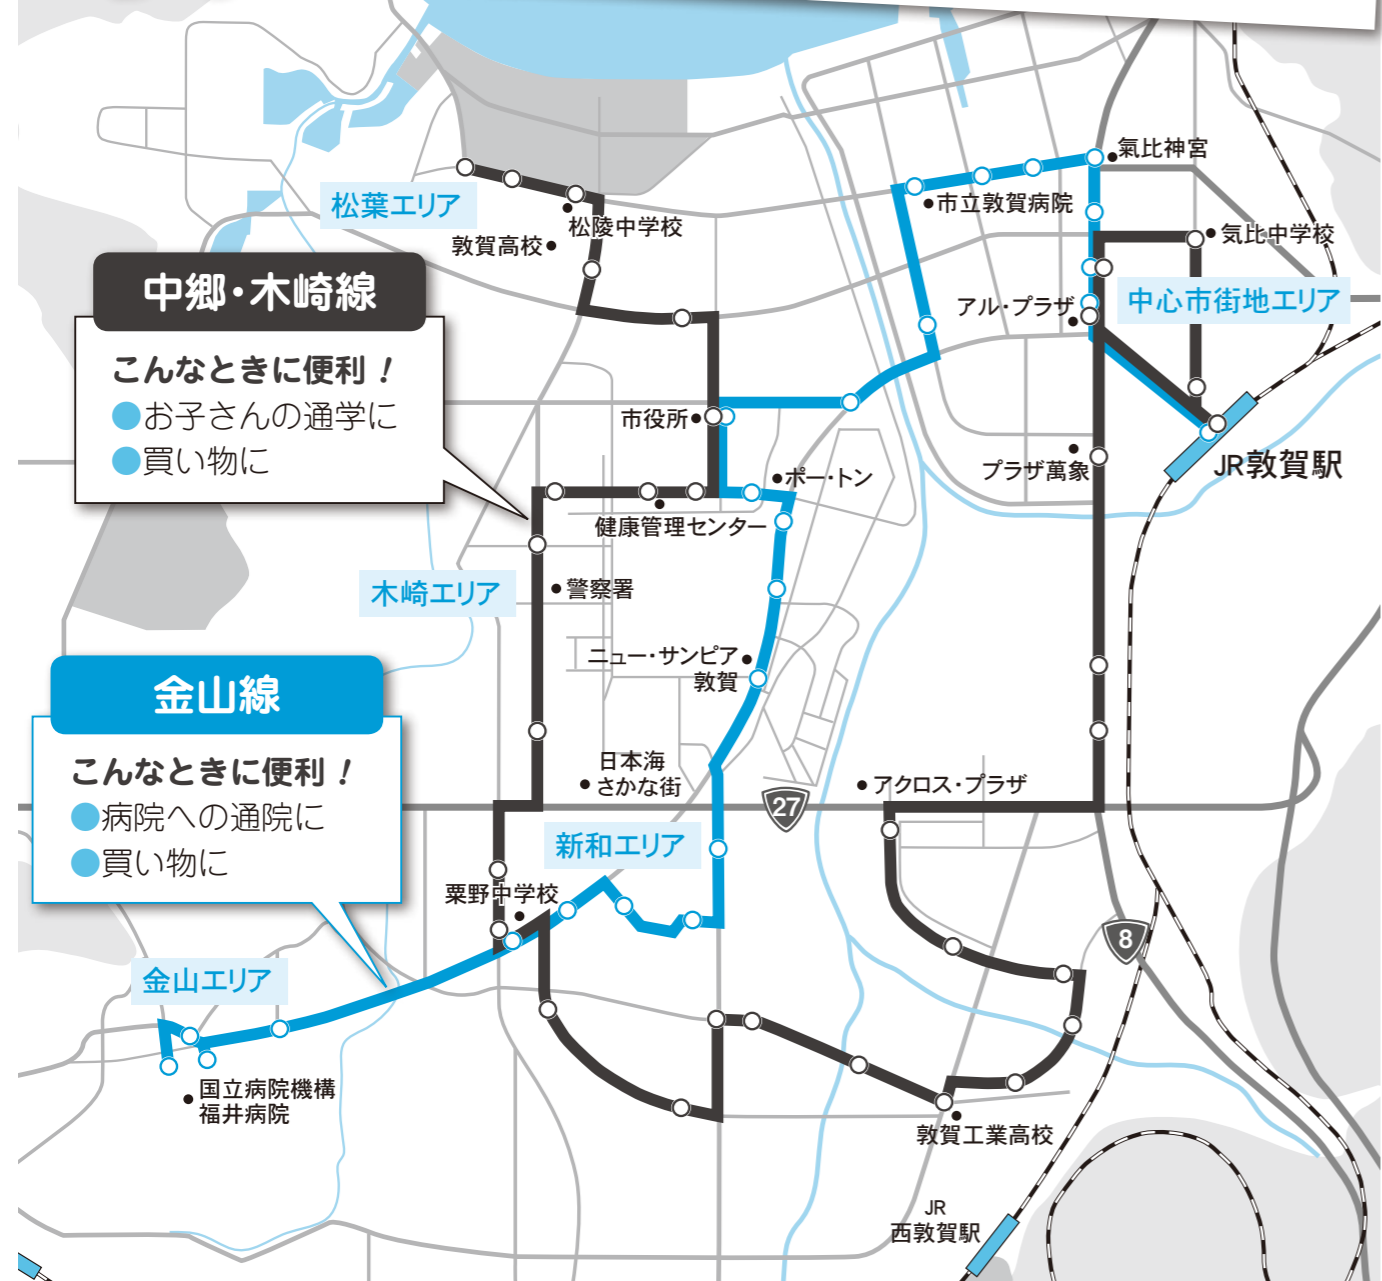 氣比神宮
松葉エリア
市立敦賀病院
松陵中学校
敦賀高校
気比中学校
中郷・木崎線
こんなときに便利!
●お子さんの通学に
●買い物に
アル・プラザ
中心市街地エリア
市役所
プラザ萬象
JR敦賀駅
ポー・トン
健康管理センター
木崎エリア
警察署
ニュー・サンピア
敦賀
金山線
こんなときに便利!
●病院への通院に
●買い物に
日本海
さかな街
アクロス・プラザ
27
新和エリア
粟野中学校
8
金山エリア
国立病院機構
福井病院
敦賀工業高校
JR
西敦賀駅